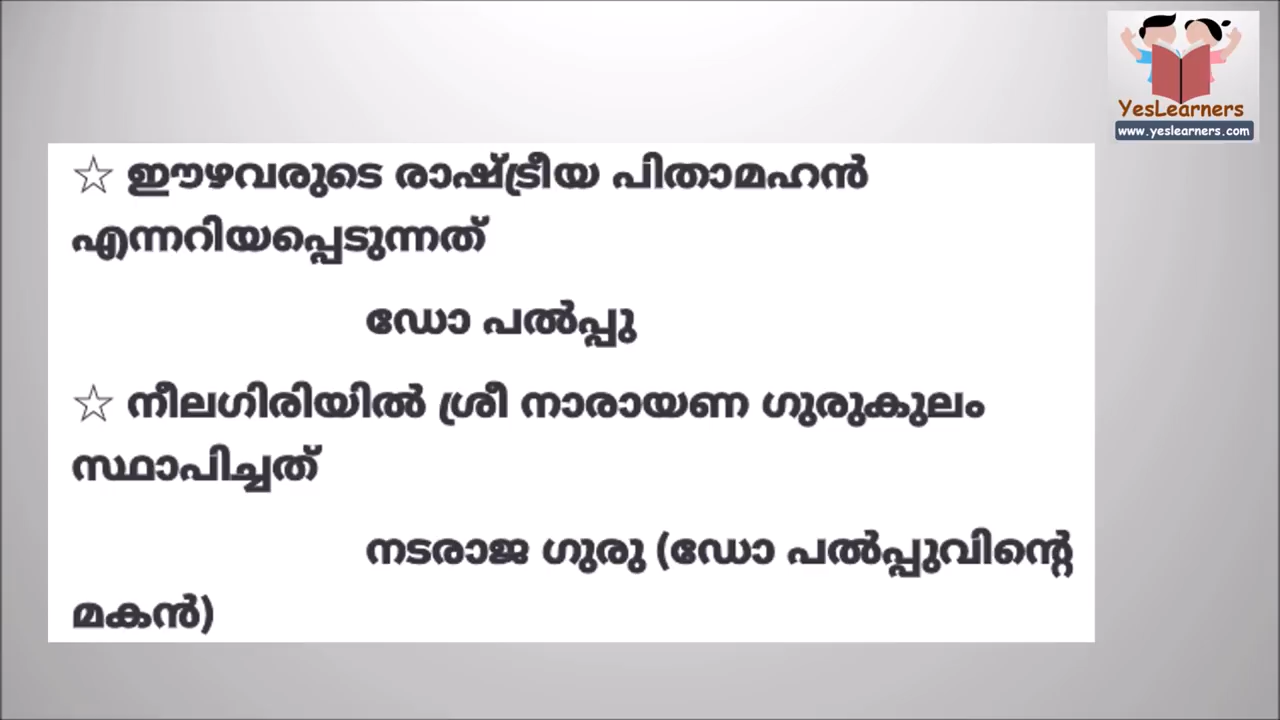 YesLearners
www.yeslearners.com
☆ ഈഴവരുടെ രാഷ്ട്രീയ പിതാമഹൻ
എന്നറിയപ്പെടുന്നത്
ഡോ പൽപ്പു
☆ നീലഗിരിയിൽ ശ്രീ നാരായണ ഗുരുകുലം
സ്ഥാപിച്ചത്
നടരാജ ഗുരു (ഡോ പൽപ്പുവിന്റെ
മകൻ)